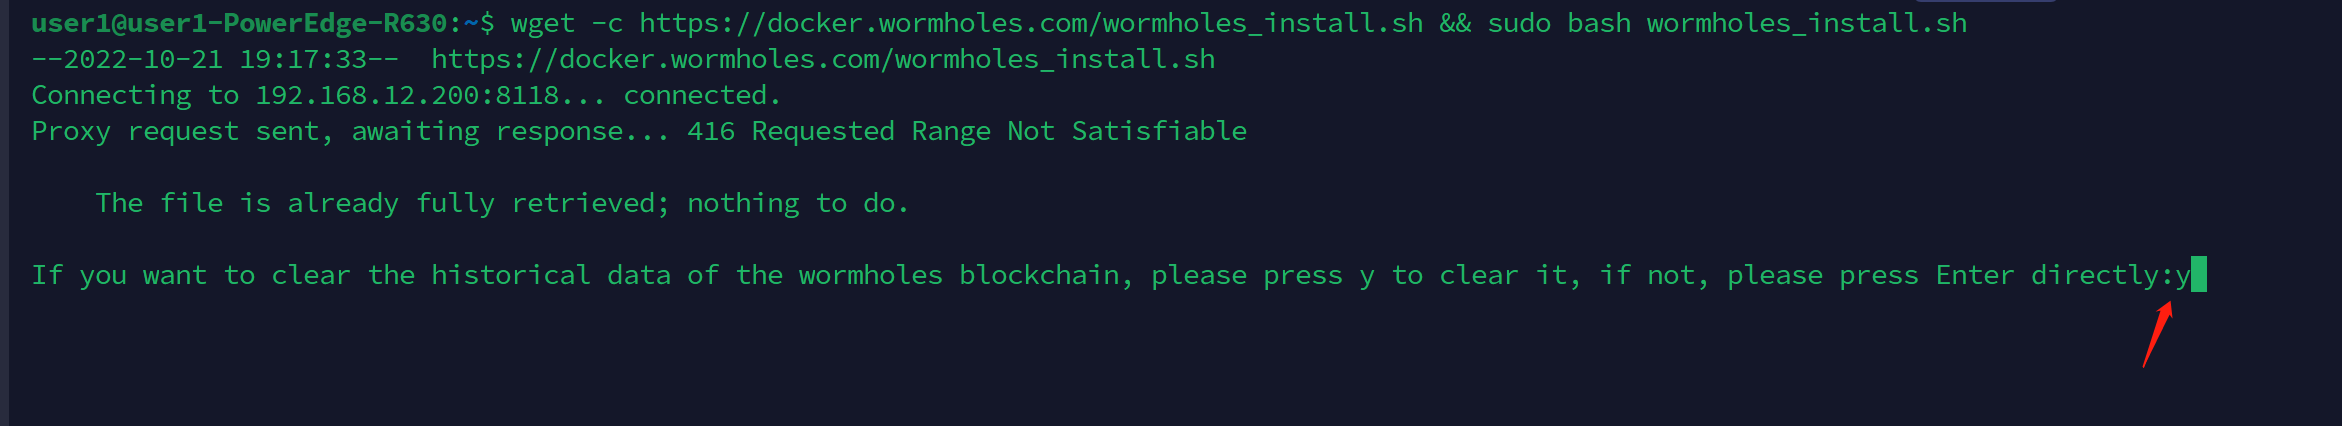 user1@user1-PowerEdge-R630:~$ wget -c https://docker.wormholes.com/wormholes_install.sh && sudo bash wormholes_install.sh
--2022-10-21 19:17:33--  https://docker.wormholes.com/wormholes_install.sh
Connecting to 192.168.12.200:8118... connected.
Proxy request sent, awaiting response... 416 Requested Range Not Satisfiable
The file is already fully retrieved; nothing to do.
If you want to clear the historical data of the wormholes blockchain, please press y to clear it, if not, please press Enter directly:y